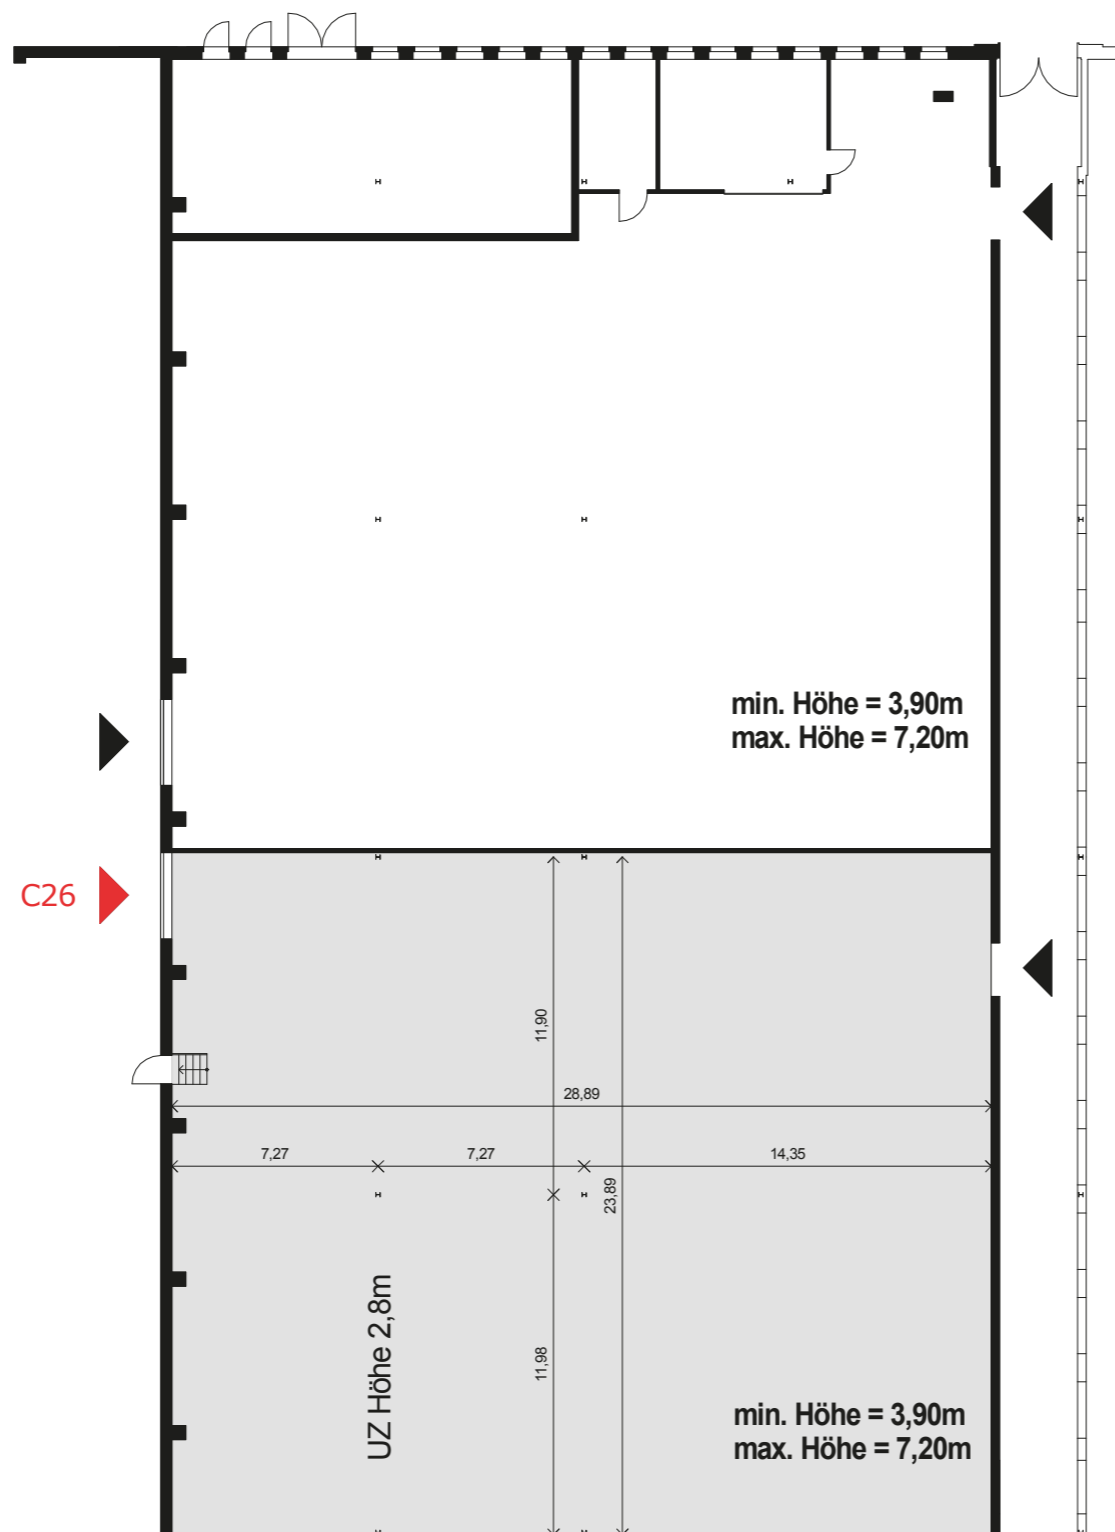 min. Höhe = 3,90m
max. Höhe = 7,20m
C26
11,90
28,89
7,27
7,27
14,35
23,89
UZ Höhe 2,8m
11,98
min. Höhe = 3,90m
max. Höhe = 7,20m